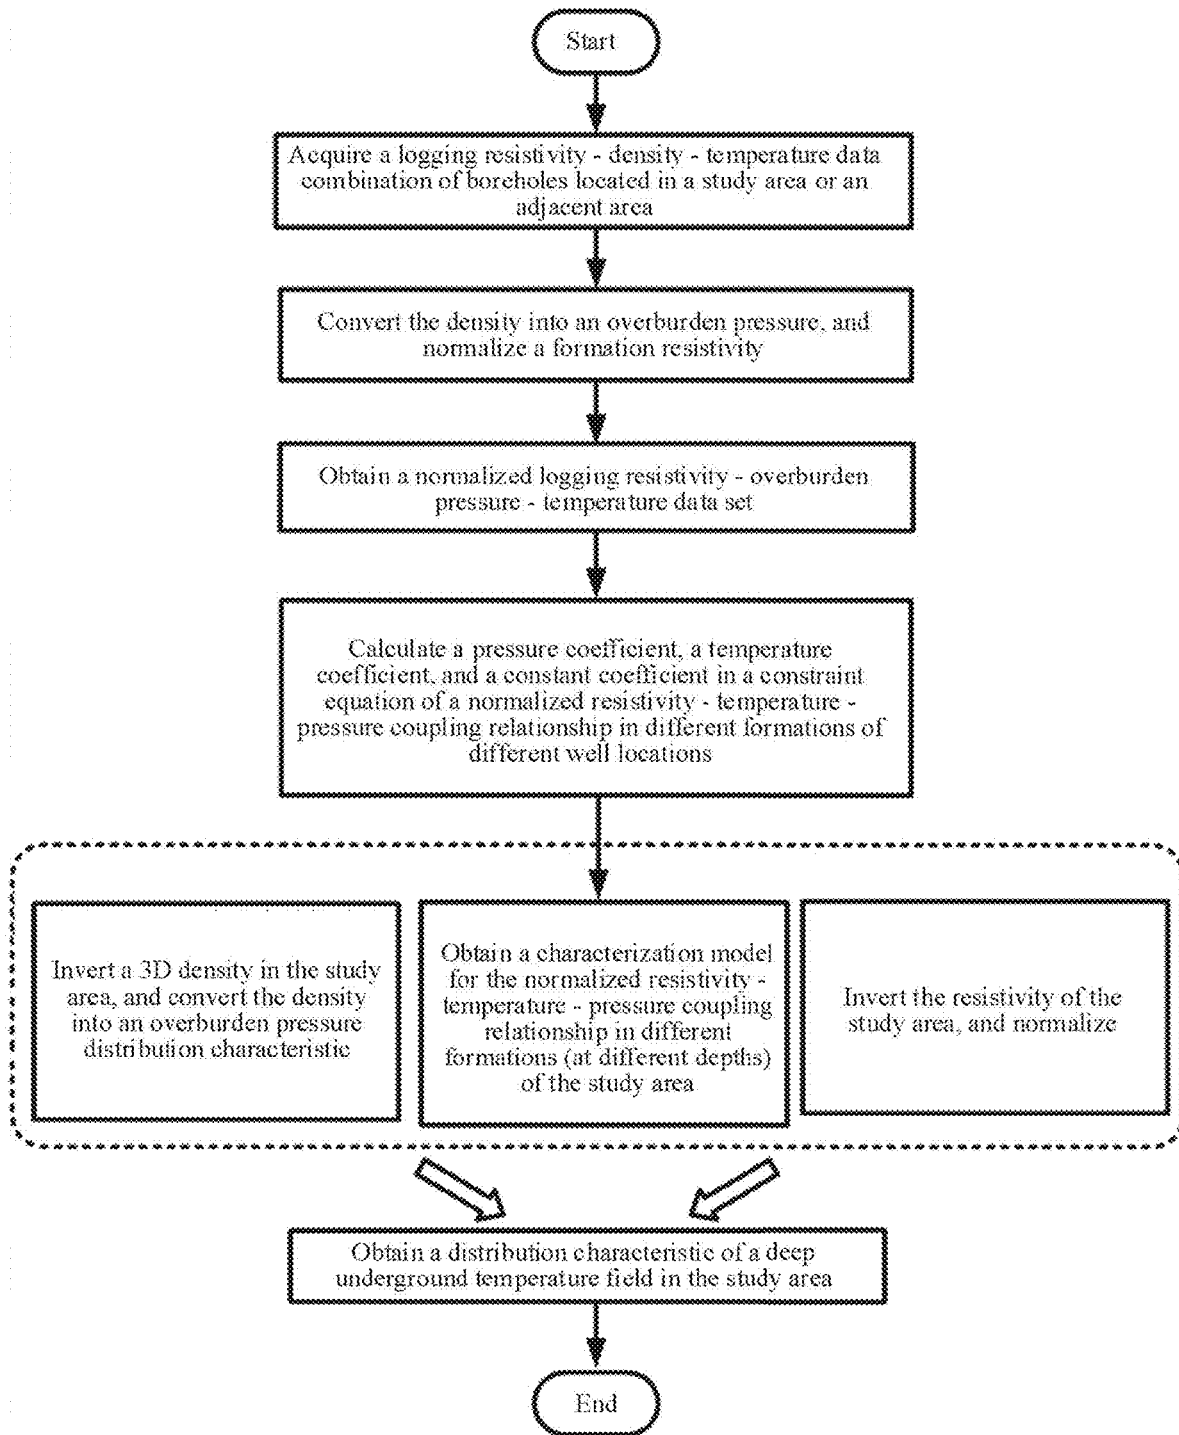 Start
Acquire a logging resistivity - density - temperature data
combination of boreholes located in a study area or an
adjacent area
Convert the density into an overburden pressure, and
normalize a formation resistivity
Obtain a normalized logging resistivity - overburden
pressure - temperature data set
Calculate a pressure coefficient, a temperature
coefficient, and a constant coefficient in a constraint
equation of a normalized resistivity - temperature -
pressure coupling relationship in different formations of
different well locations
Invert a 3D density in the study
area, and convert the density
into an overburden pressure
distribution characteristic
Obtain a characterization model
for the normalized resistivity -
temperature - pressure coupling
relationship in different
formations (at different depths)
of the study area
Invert the resistivity of the
study area, and normalize
Obtain a distribution characteristic of a deep
underground temperature field in the study area
End